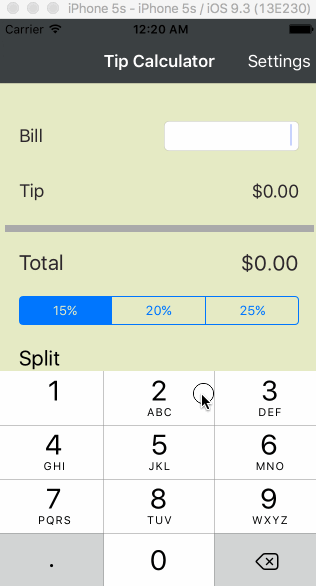 iPhone 5s - iPhone 5s / iOS 9.3 (13E230)
Carrier 12:20 AM
Tip Calculator Settings
Bill
Tip $0.00
Total $0.00
15% 20% 25%
Split
1 2 3
ABC DEF
4 5 6
GHI JKL MNO
7 8 9
PQRS TUV WXYZ
. 0